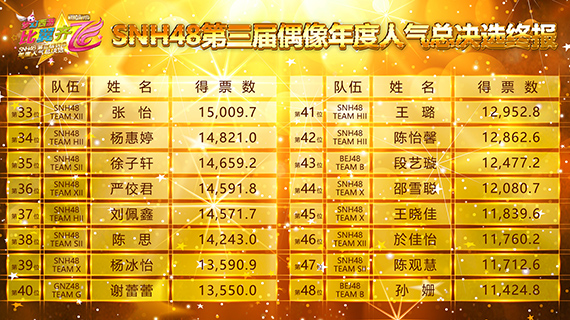 比翼齐飞
SNH48第三届偶像年度人气总决选终报
队伍 姓名 得票数
第33位 SNH48 TEAM XII 张怡 15,009.7
第34位 SNH48 TEAM HII 杨惠婷 14,821.0
第35位 SNH48 TEAM SII 徐子轩 14,659.2
第36位 SNH48 TEAM X 严佼君 14,591.8
第37位 SNH48 TEAM HII 刘佩鑫 14,571.7
第38位 SNH48 TEAM SII 陈思 14,243.0
第39位 SNH48 TEAM X 杨冰怡 13,590.9
第40位 GNZ48 TEAM G 谢蕾蕾 13,550.0
队伍 姓名 得票数
第41位 SNH48 TEAM HII 王璐 12,952.8
第42位 SNH48 TEAM HII 陈怡馨 12,862.6
第43位 BEJ48 TEAM B 段艺璇 12,477.2
第44位 SNH48 TEAM X 邵雪聪 12,080.7
第45位 SNH48 TEAM X 王晓佳 11,839.6
第46位 SNH48 TEAM XII 於佳怡 11,760.2
第47位 SNH48 TEAM SII 陈观慧 11,712.6
第48位 BEJ48 TEAM B 孙姗 11,424.8